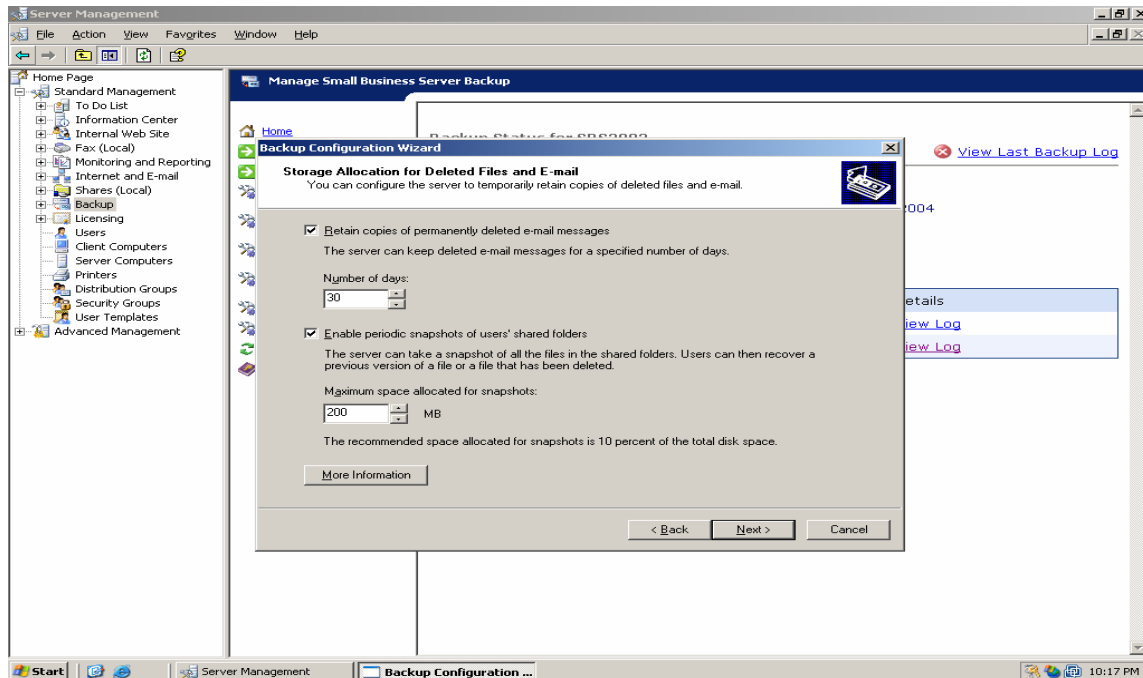 Server Management
File Action View Favorites Window Help
Home Page
Standard Management
To Do List
Information Center
Internal Web Site
Fax (Local)
Monitoring and Reporting
Internet and E-mail
Shares (Local)
Backup
Licensing
Users
Client Computers
Server Computers
Printers
Distribution Groups
Security Groups
User Templates
Advanced Management
Manage Small Business Server Backup
Home
Backup Status for SBS2003
View Last Backup Log
2004
etails
iew Log
iew Log
Backup Configuration Wizard
Storage Allocation for Deleted Files and E-mail
You can configure the server to temporarily retain copies of deleted files and e-mail.
Retain copies of permanently deleted e-mail messages
The server can keep deleted e-mail messages for a specified number of days.
Number of days:
30
Enable periodic snapshots of users' shared folders
The server can take a snapshot of all the files in the shared folders. Users can then recover a
previous version of a file or a file that has been deleted.
Maximum space allocated for snapshots:
200 MB
The recommended space allocated for snapshots is 10 percent of the total disk space.
More Information
< Back Next > Cancel
Start Server Management Backup Configuration ... 10:17 PM